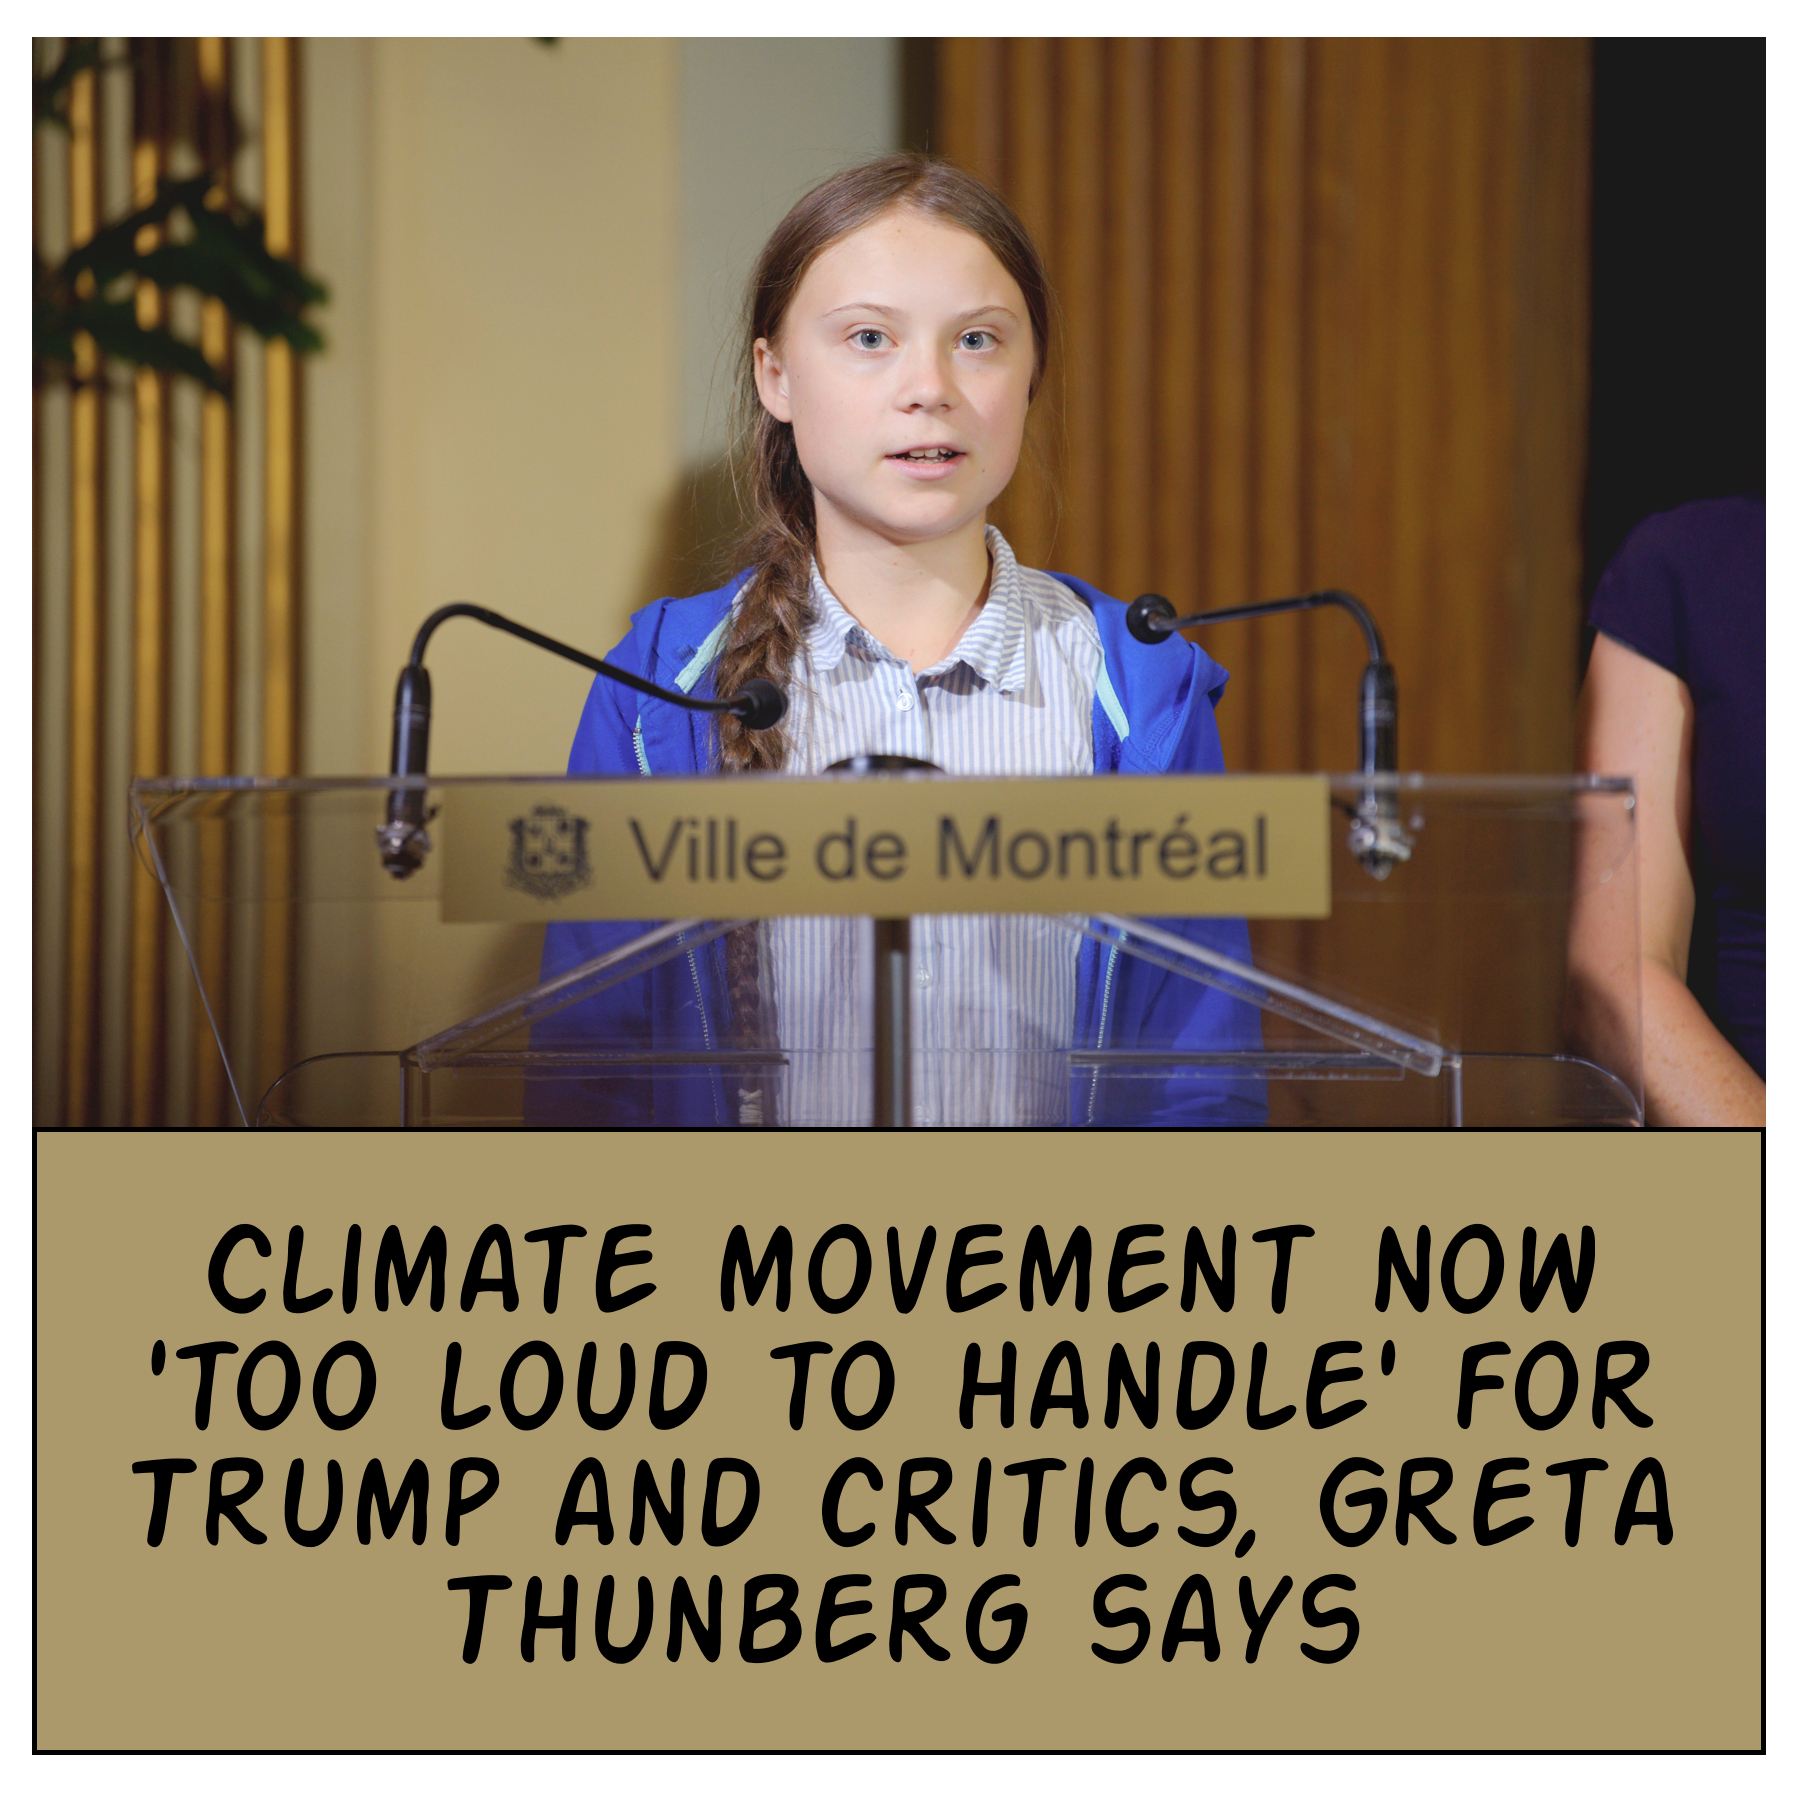 Ville de Montréal
CLIMATE MOVEMENT NOW
'TOO LOUD TO HANDLE' FOR
TRUMP AND CRITICS, GRETA
THUNBERG SAYS